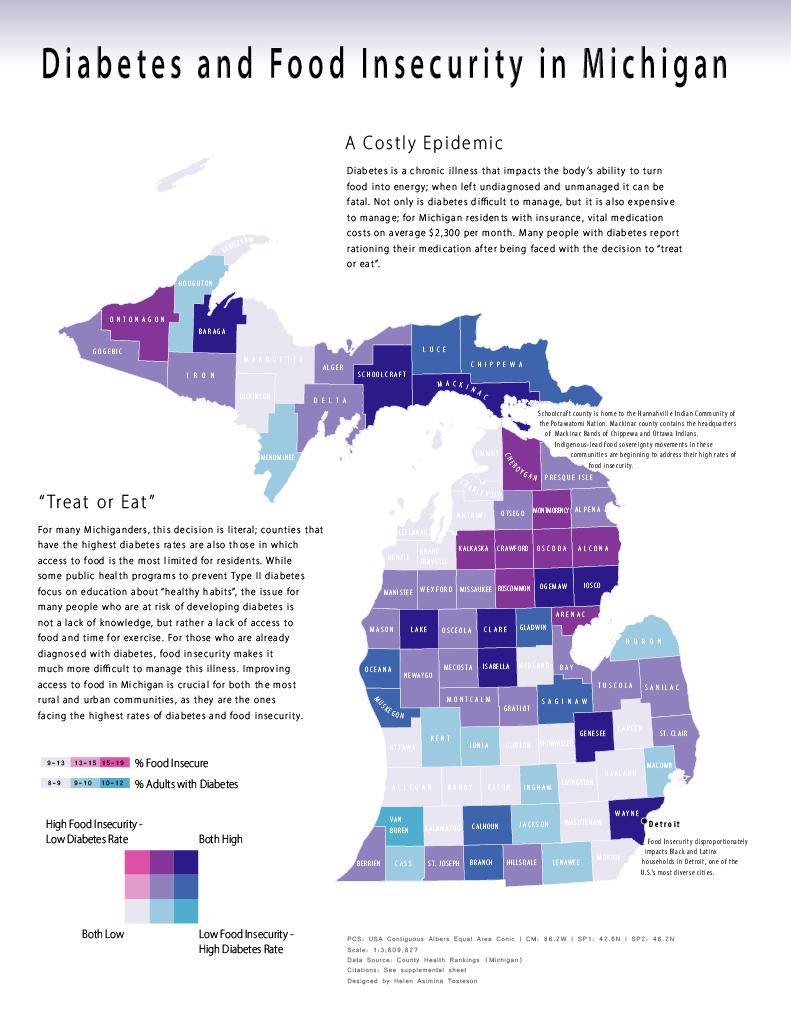 Diabetes and Food Insecurity in Michigan
A Costly Epidemic
Diabetes is a chronic illness that impacts the body's ability to turn
food into energy; when left undiagnosed and unmanaged it can be
fatal. Not only is diabetes difficult to manage, but it is also expensive
to manage; for Michigan residents with insurance, vital medication
costs on average $2,300 per month. Many people with diabetes report
rationing their medication after being faced with the decision to "treat
or eat".
KEWEENAW
HOUGHTON
ONTONAGON
BARAGA
GOGEBIC
IRON
MARQUETTE
DICKINSON
MENOMINEE
ALGER
DELTA
SCHOOLCRAFT
LUCE
CHIPPEWA
MACKINAC
Schoolcraft county is home to the Hannahville Indian Community of
the Potawatomi Nation. Mackinac county contains the headquarters
of Mackinac Bands of Chippewa and Ottawa Indians.
Indigenous-lead food sovereignty movements in these
communities are beginning to address their high rates of
food insecurity.
"Treat or Eat"
For many Michiganders, this decision is literal; counties that
have the highest diabetes rates are also those in which
access to food is the most limited for residents. While
some public health programs to prevent Type II diabetes
focus on education about "healthy habits", the issue for
many people who are at risk of developing diabetes is
not a lack of knowledge, but rather a lack of access to
food and time for exercise. For those who are already
diagnosed with diabetes, food insecurity makes it
much more difficult to manage this illness. Improving
access to food in Michigan is crucial for both the most
rural and urban communities, as they are the ones
facing the highest rates of diabetes and food insecurity.
EMMET
CHEBOYGAN
PRESQUE ISLE
CHARLEVOIX
ANTRIM
OTSEGO
MONTMORENCY
ALPENA
LEELANAU
BENZIE
GRAND
TRAVERSE
KALKASKA
CRAWFORD
OSCODA
ALCONA
MANISTEE
WEXFORD
MISSAUKEE
ROSCOMMON
OGEMAW
IOSCO
ARENAC
MASON
LAKE
OSCEOLA
CLARE
GLADWIN
HURON
OCEANA
NEWAYGO
MECOSTA
ISABELLA
MIDLAND
BAY
TUSCOLA
SANILAC
MUSKEGON
MONTCALM
GRATIOT
SAGINAW
OTTAWA
KENT
IONIA
CLINTON
SHIAWASSEE
GENESEE
LAPEER
ST. CLAIR
ALLEGAN
BARRY
EATON
INGHAM
LIVINGSTON
OAKLAND
MACOMB
VAN
BUREN
KALAMAZOO
CALHOUN
JACKSON
WASHTENAW
WAYNE
Detroit
BERRIEN
CASS
ST. JOSEPH
BRANCH
HILLSDALE
LENAWEE
MONROE
Food Insecurity disproportionately
impacts Black and Latinx
households in Detroit, one of the
U.S.'s most diverse cities.
9-13 13-15 15-19 % Food Insecure
8-9 9-10 10-12 % Adults with Diabetes
High Food Insecurity -
Low Diabetes Rate
Both High
Both Low
Low Food Insecurity -
High Diabetes Rate
PCS: USA Contiguous Albers Equal Area Conic | CM: 86.2W | SP1: 42.6N | SP2: 46.2N
Scale: 1:3,609,827
Data Source: County Health Rankings (Michigan)
Citations: See supplemental sheet
Designed by Helen Asimina Tosteson